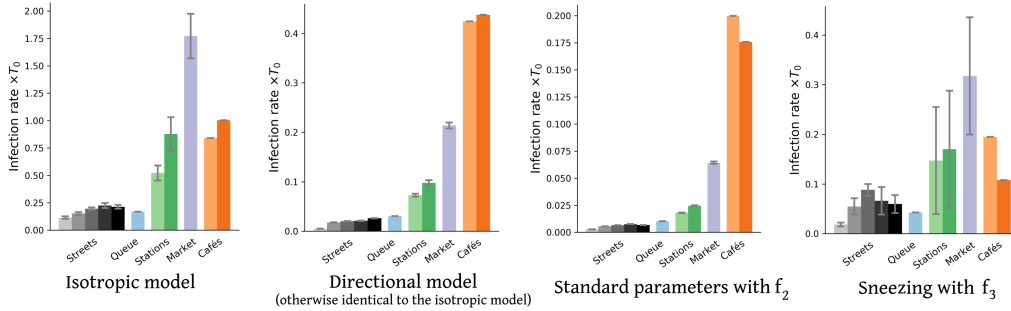 Infection rate ×T₀
2.00
1.75
1.50
1.25
1.00
0.75
0.50
0.25
0.00
Streets
Queue
Stations
Market
Cafés
Isotropic model
Infection rate ×T₀
0.4
0.3
0.2
0.1
0.0
Streets
Queue
Stations
Market
Cafés
Directional model
(otherwise identical to the isotropic model)
Infection rate ×T₀
0.200
0.175
0.150
0.125
0.100
0.075
0.050
0.025
0.000
Streets
Queue
Stations
Market
Cafés
Standard parameters with f₂
Infection rate ×T₀
0.4
0.3
0.2
0.1
0.0
Streets
Queue
Stations
Market
Cafés
Sneezing with f₃